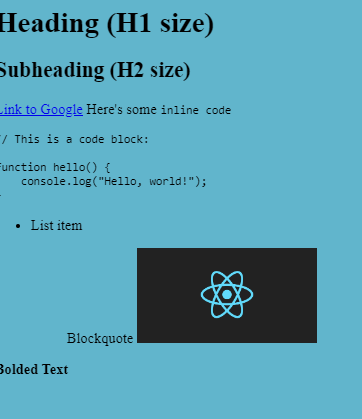 Heading (H1 size)
Subheading (H2 size)
Link to Google Here's some inline code
// This is a code block:
function hello() {
console.log("Hello, world!");
}
List item
Blockquote
Bolded Text